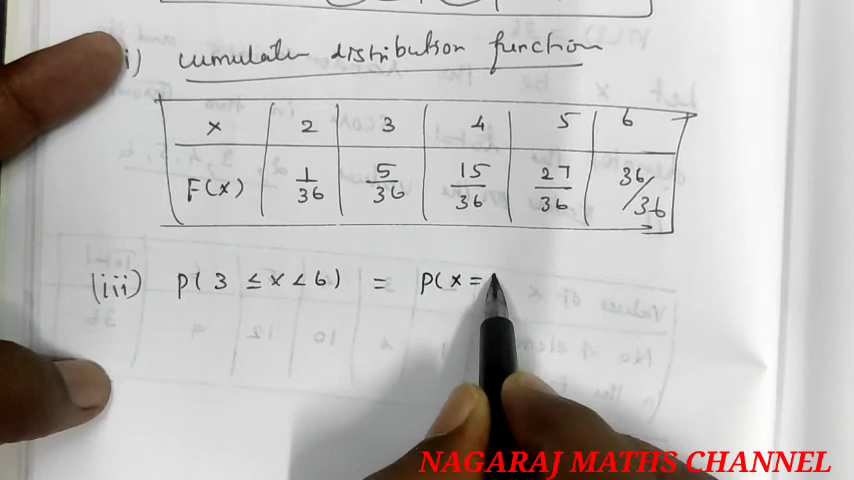 i) cumulative distribution function
x 2 3 4 5 6
F(x) 1/36 5/36 15/36 27/36 36/36
(iii) P( 3 ≤ x < 6) = P( x =
NAGARAJ MATHS CHANNEL